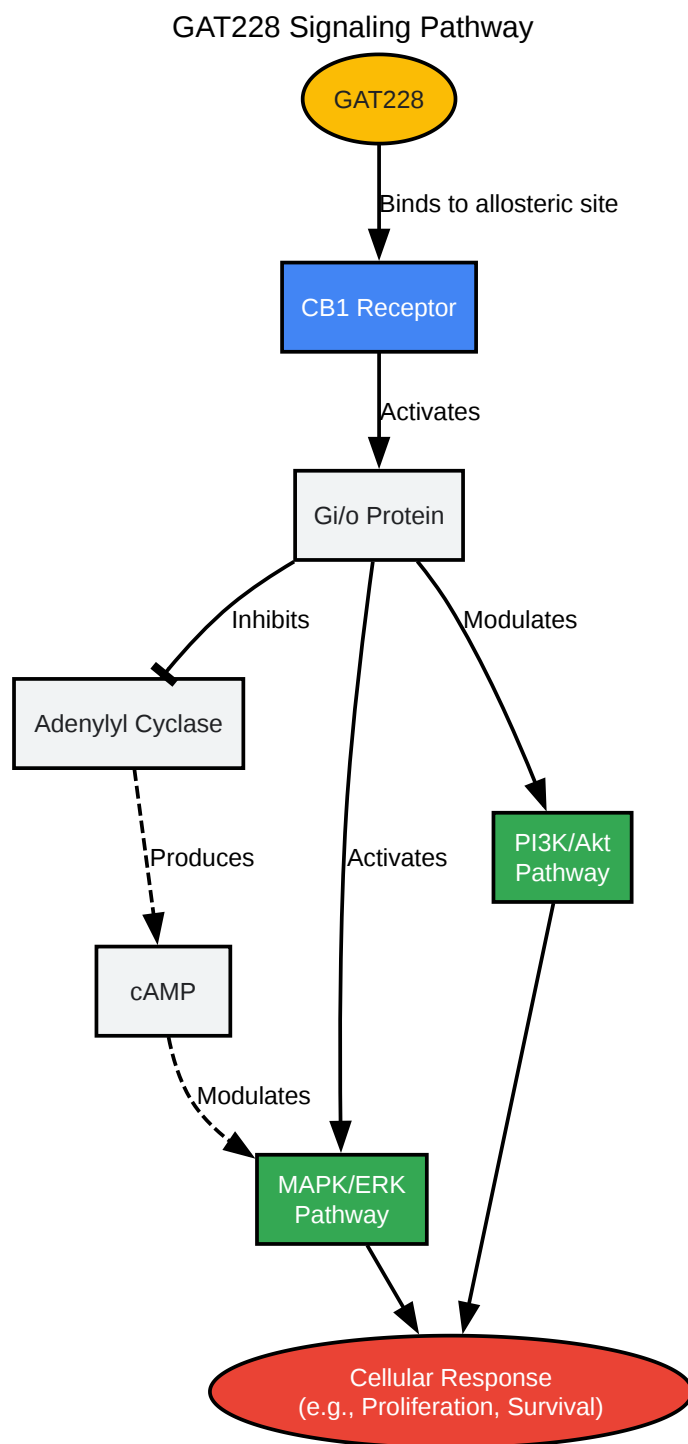 GAT228 Signaling Pathway
GAT228
Binds to allosteric site
CB1 Receptor
Activates
Gi/o Protein
Inhibits
Modulates
Adenylyl Cyclase
PI3K/Akt
Pathway
Produces
Activates
cAMP
Modulates
MAPK/ERK
Pathway
Cellular Response
(e.g., Proliferation, Survival)